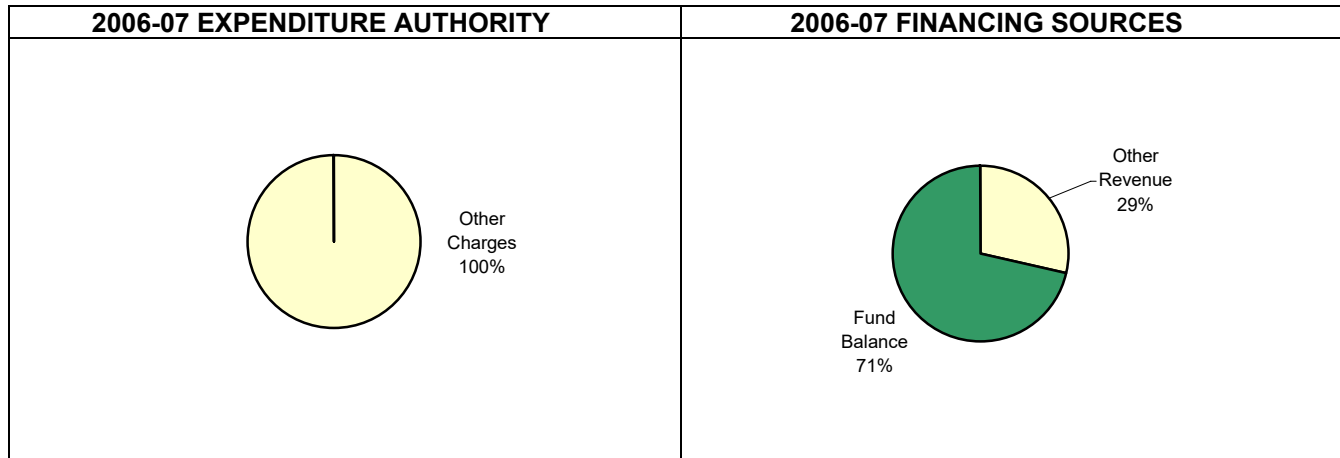 2006-07 EXPENDITURE AUTHORITY
2006-07 FINANCING SOURCES
Other
Charges
100%
Other
Revenue
29%
Fund
Balance
71%